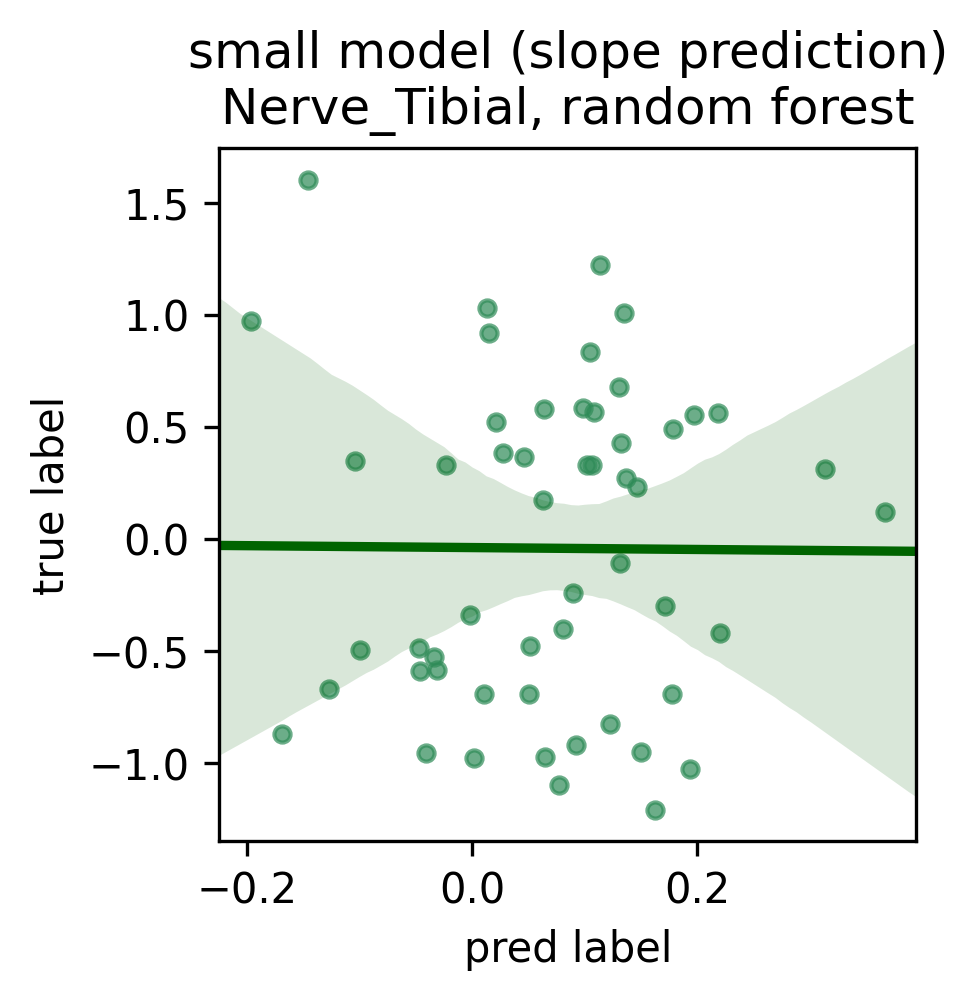 small model (slope prediction)
Nerve_Tibial, random forest
1.5
1.0
0.5
0.0
−0.5
−1.0
true label
−0.2
0.0
0.2
pred label